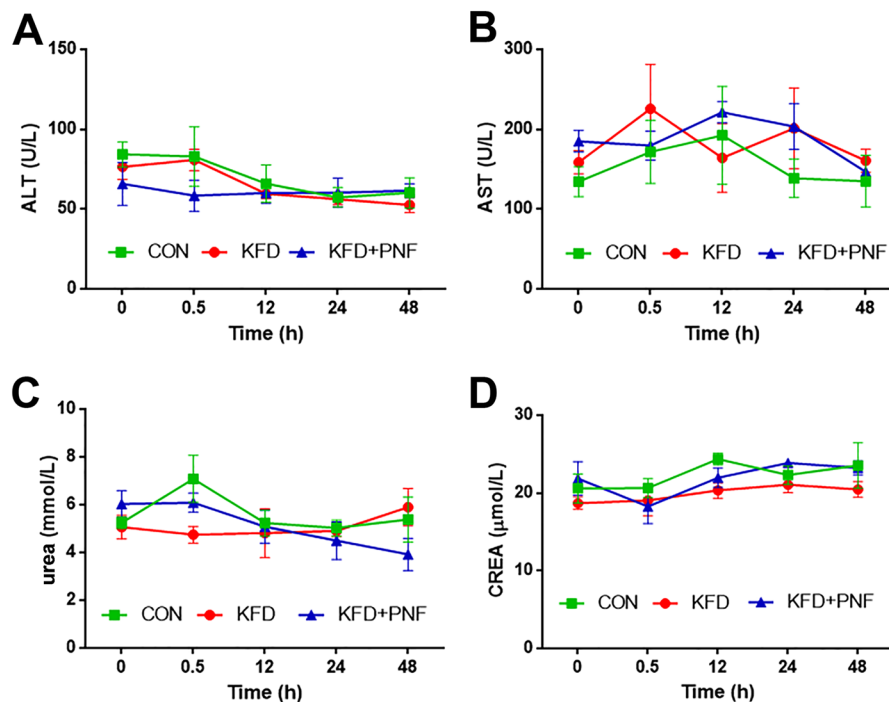 A
150
100
50
0
ALT (U/L)
CON KFD KFD+PNF
0 0.5 12 24 48
Time (h)
B
300
200
100
0
AST (U/L)
CON KFD KFD+PNF
0 0.5 12 24 48
Time (h)
C
10
8
6
4
2
0
urea (mmol/L)
CON KFD KFD+PNF
0 0.5 12 24 48
Time (h)
D
30
20
10
0
CREA (μmol/L)
CON KFD KFD+PNF
0 0.5 12 24 48
Time (h)